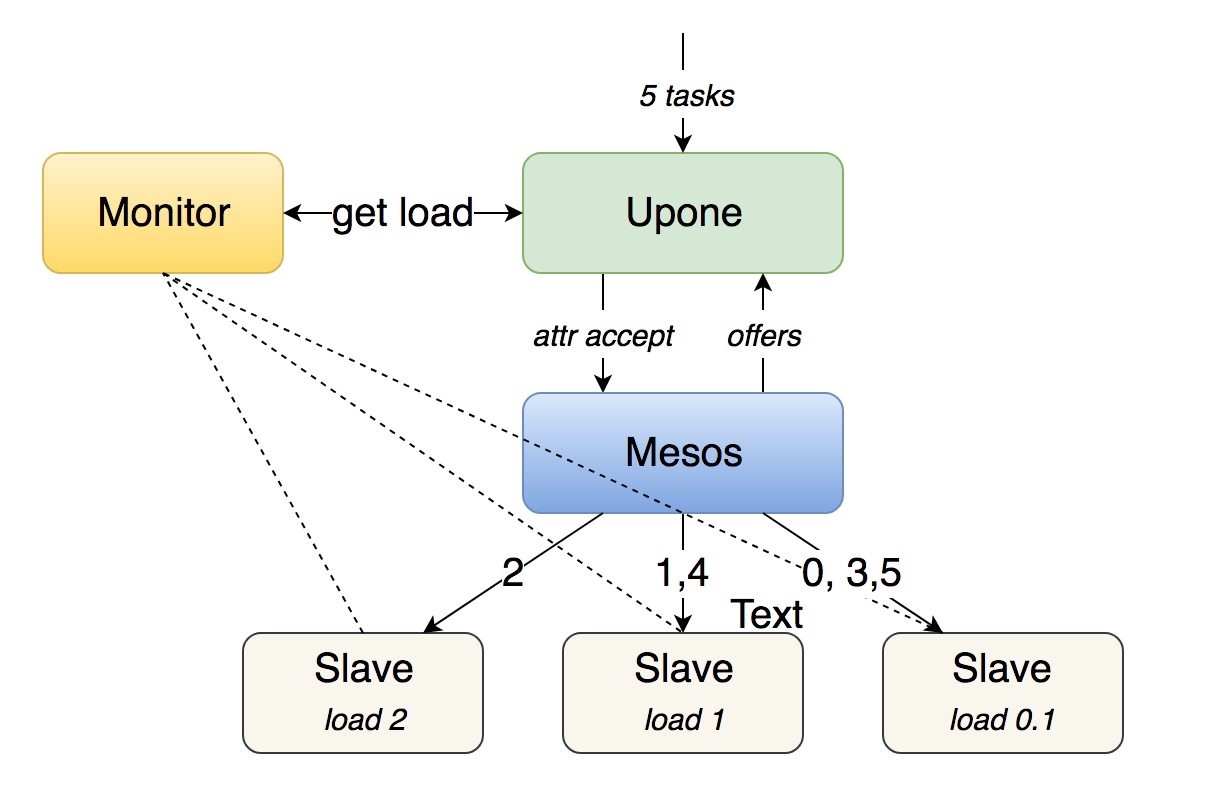 5 tasks
Monitor
get load
Upone
attr accept
offers
Mesos
2
1,4
0, 3,5
Text
Slave
load 2
Slave
load 1
Slave
load 0.1